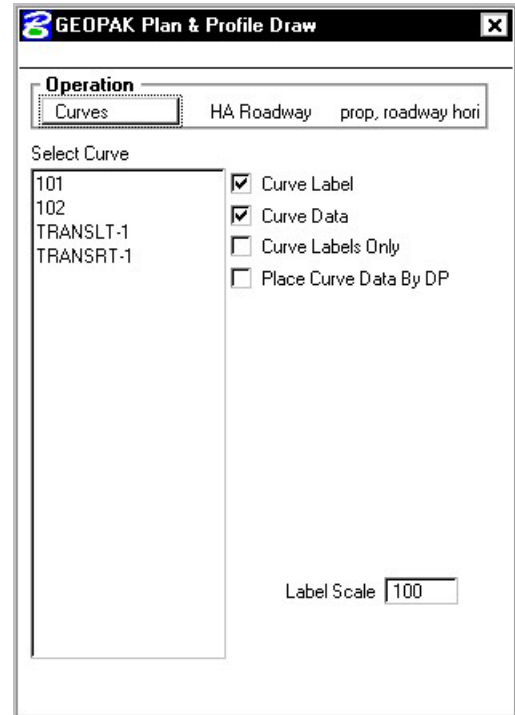 GEOPAK Plan & Profile Draw
Operation
Curves HA Roadway prop, roadway hori
Select Curve
101
102
TRANSLT-1
TRANSRT-1
Curve Label
Curve Data
Curve Labels Only
Place Curve Data By DP
Label Scale 100